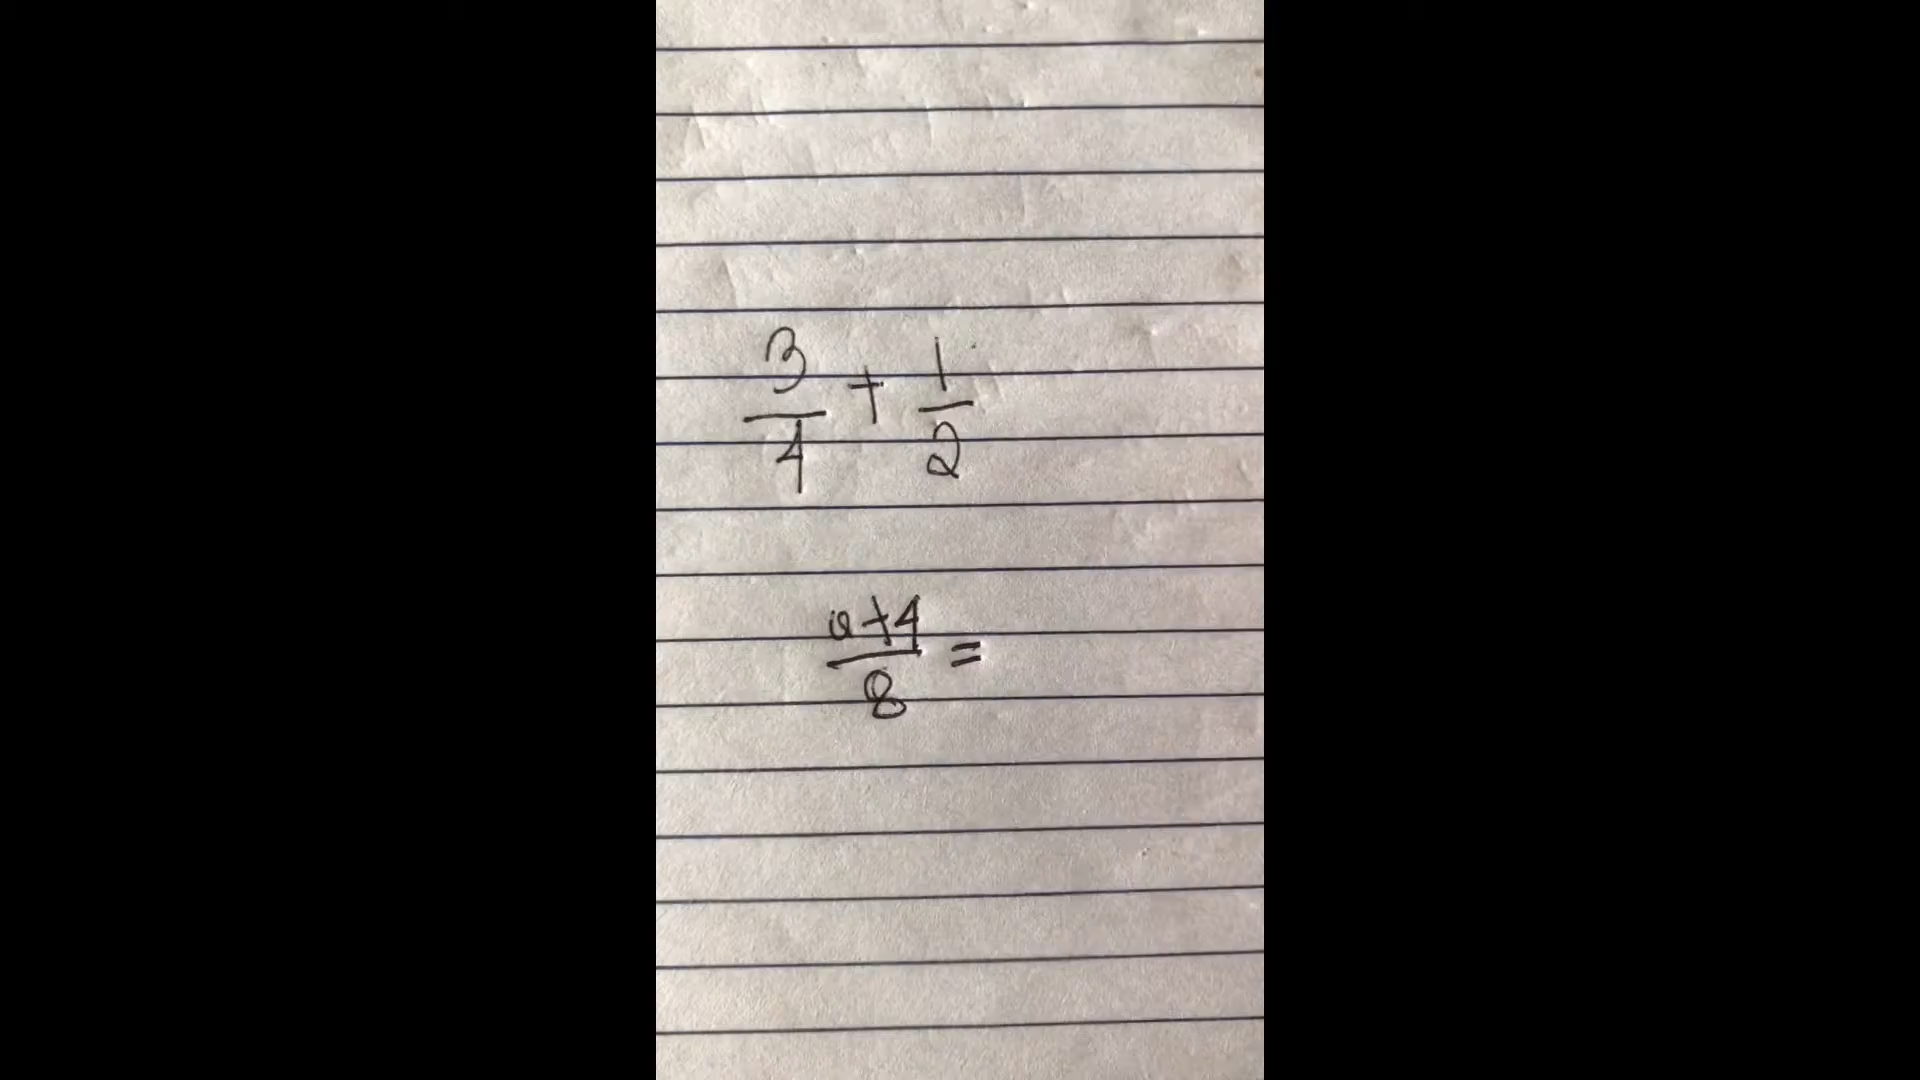 3/4 + 1/2
+4/8 =